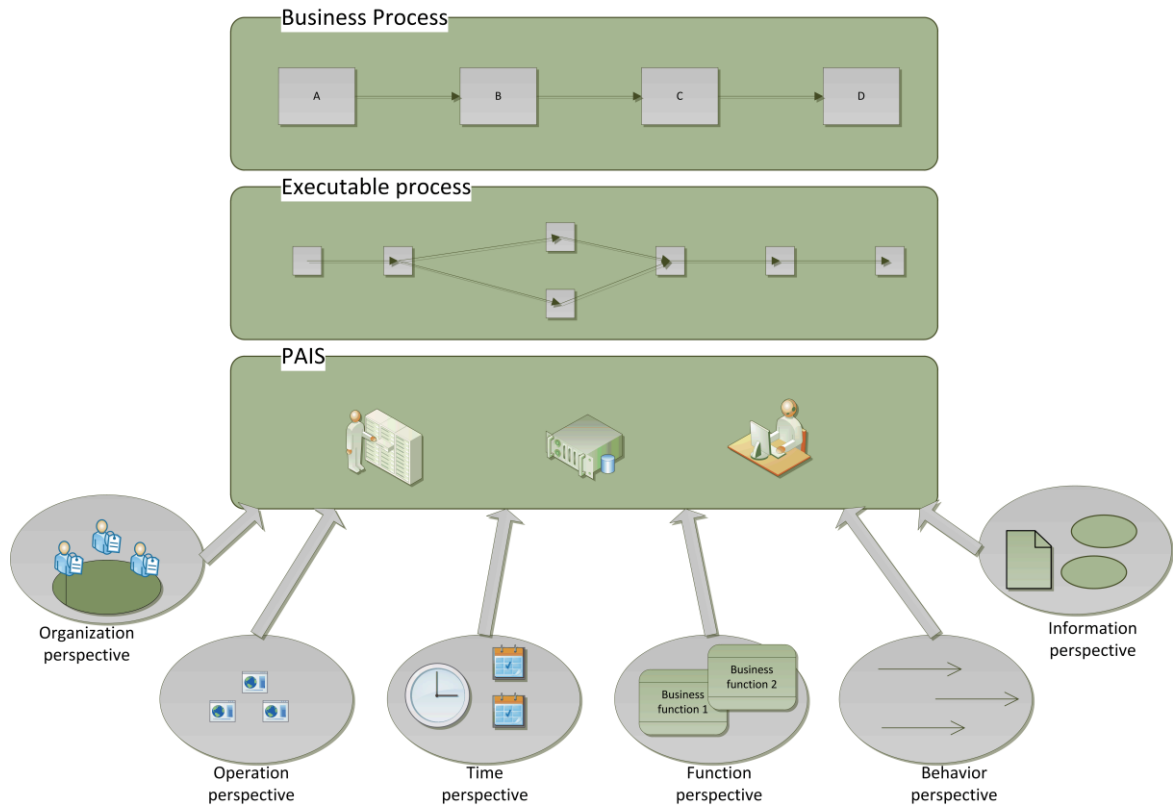 Business Process
A
B
C
D
Executable process
PAIS
Organization
perspective
Information
perspective
Business
function 2
Business
function 1
Operation
perspective
Time
perspective
Function
perspective
Behavior
perspective